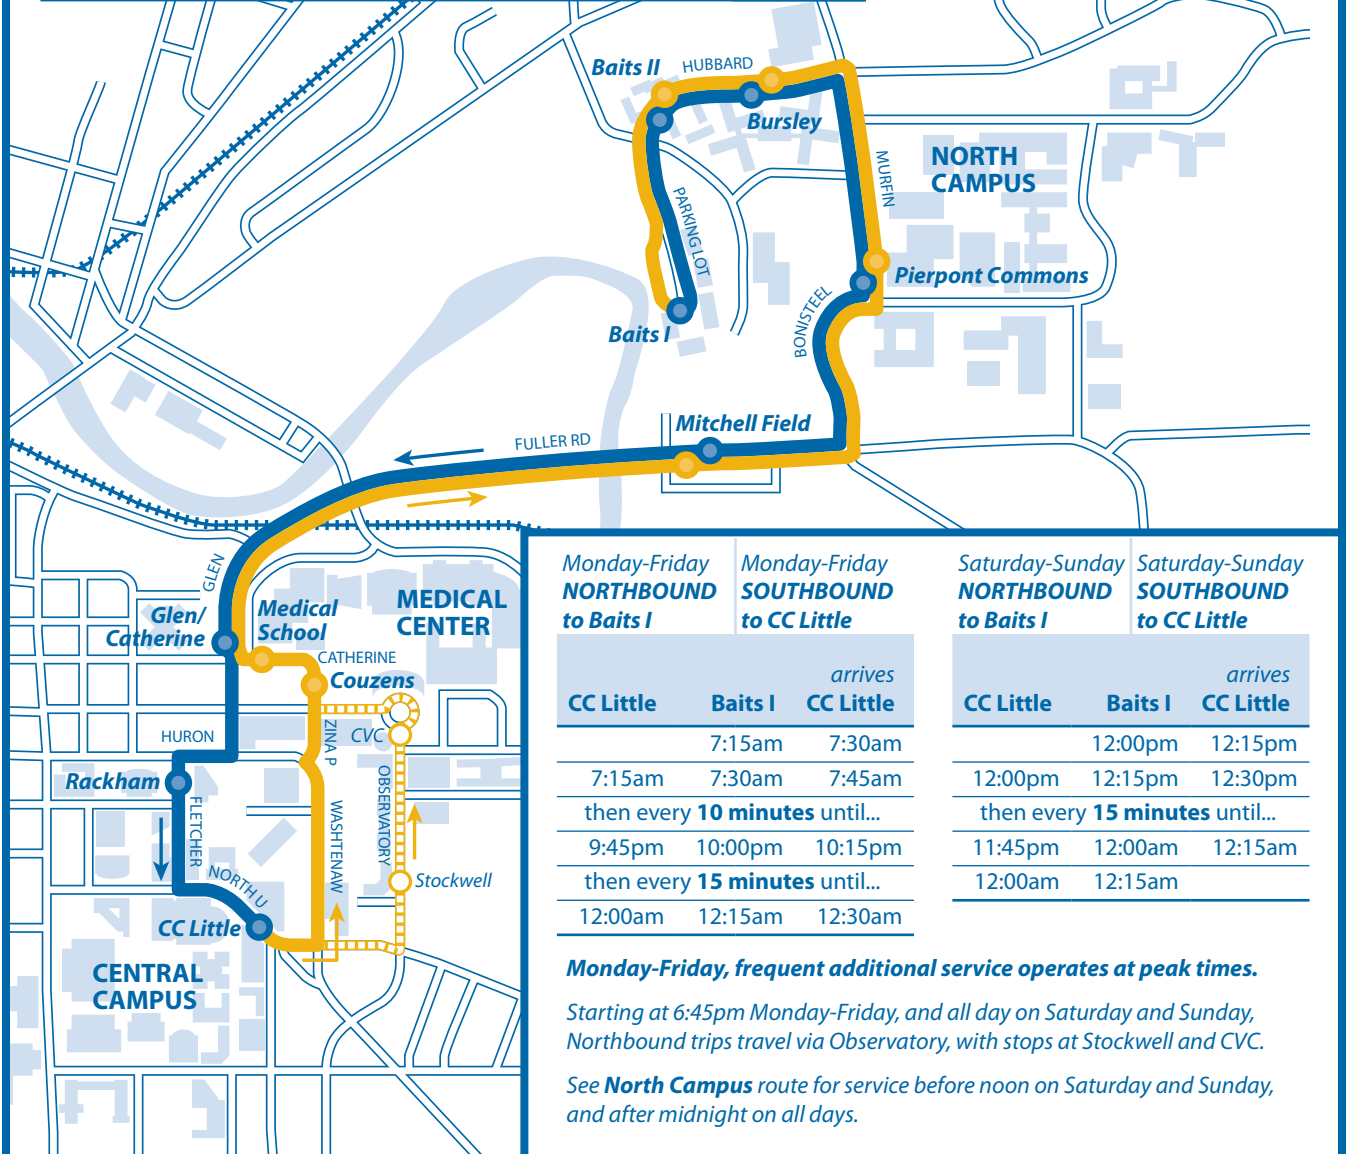 Baits II
HUBBARD
Bursley
NORTH
CAMPUS
MURFIN
PARKING LOT
Pierpont Commons
BONISTEEL
Baits I
Mitchell Field
FULLER RD
GLEN
Glen/
Catherine
Medical
School
MEDICAL
CENTER
CATHERINE
Couzens
HURON
ZINA P
CVC
Rackham
OBSERVATORY
FLETCHER
WASHTENAW
NORTH U
Stockwell
CC Little
CENTRAL
CAMPUS
Monday-Friday Monday-Friday
NORTHBOUND SOUTHBOUND
to Baits I to CC Little
arrives
CC Little Baits I CC Little
7:15am 7:30am
7:15am 7:30am 7:45am
then every 10 minutes until...
9:45pm 10:00pm 10:15pm
then every 15 minutes until...
12:00am 12:15am 12:30am
Saturday-Sunday Saturday-Sunday
NORTHBOUND SOUTHBOUND
to Baits I to CC Little
arrives
CC Little Baits I CC Little
12:00pm 12:15pm
12:00pm 12:15pm 12:30pm
then every 15 minutes until...
11:45pm 12:00am 12:15am
12:00am 12:15am
Monday-Friday, frequent additional service operates at peak times.
Starting at 6:45pm Monday-Friday, and all day on Saturday and Sunday,
Northbound trips travel via Observatory, with stops at Stockwell and CVC.
See North Campus route for service before noon on Saturday and Sunday,
and after midnight on all days.